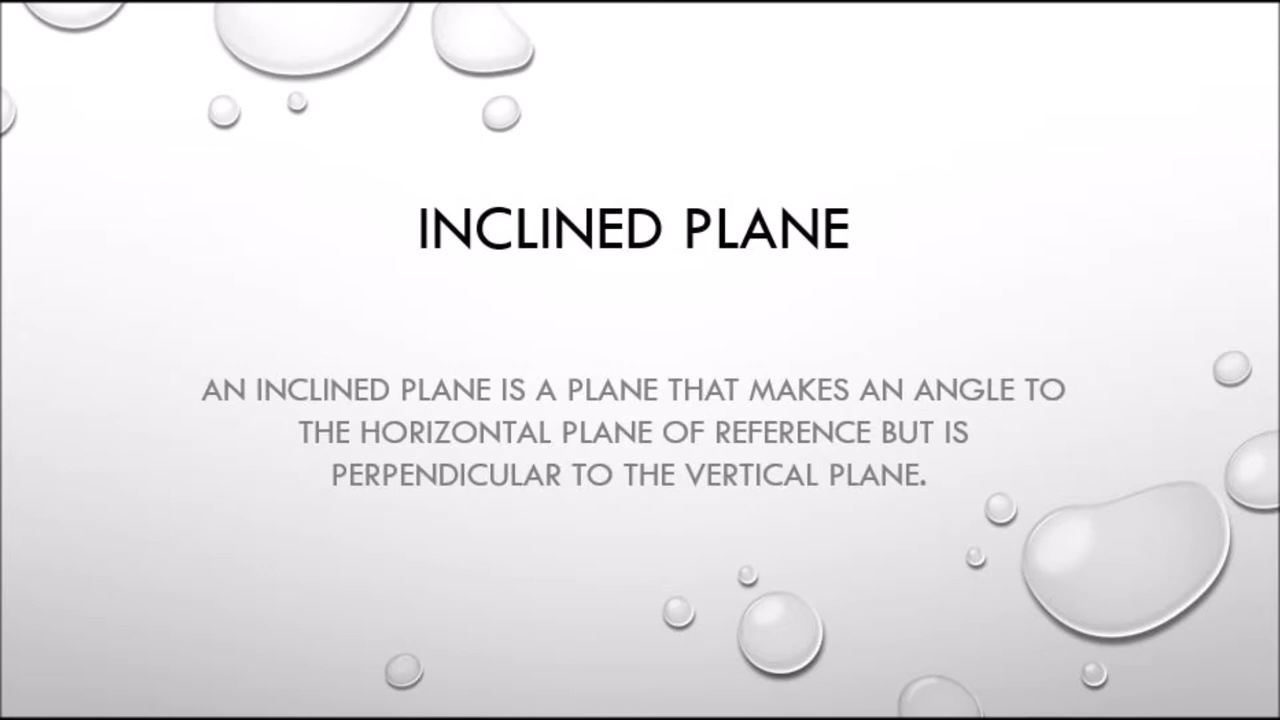 INCLINED PLANE
AN INCLINED PLANE IS A PLANE THAT MAKES AN ANGLE TO
THE HORIZONTAL PLANE OF REFERENCE BUT IS
PERPENDICULAR TO THE VERTICAL PLANE.